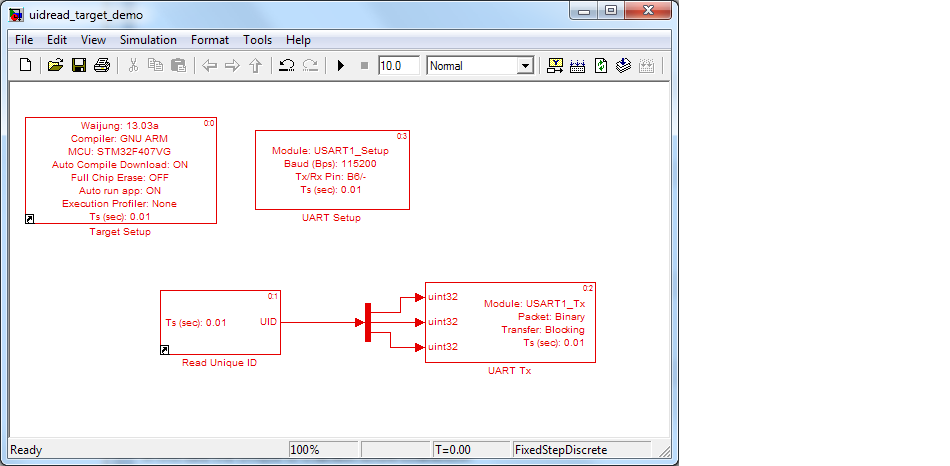 uidread_target_demo
File Edit View Simulation Format Tools Help
10.0 Normal
0:0
Waijung: 13.03a
Compiler: GNU ARM
MCU: STM32F407VG
Auto Compile Download: ON
Full Chip Erase: OFF
Auto run app: ON
Execution Profiler: None
Ts (sec): 0.01
Target Setup
0:3
Module: USART1_Setup
Baud (Bps): 115200
Tx/Rx Pin: B6/-
Ts (sec): 0.01
UART Setup
0:1
Ts (sec): 0.01 UID
Read Unique ID
0:2
uint32
uint32
uint32
Module: USART1_Tx
Packet: Binary
Transfer: Blocking
Ts (sec): 0.01
UART Tx
Ready 100% T=0.00 FixedStepDiscrete